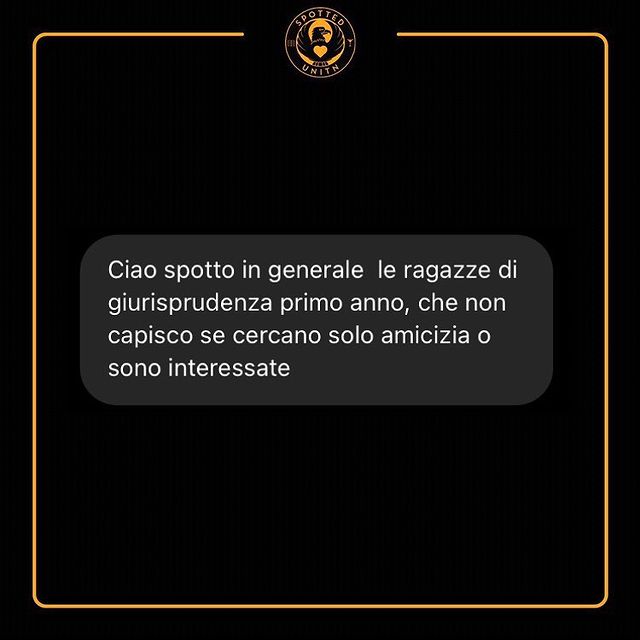 SPOTTED
UNITN
Ciao spotto in generale  le ragazze di
giurisprudenza primo anno, che non
capisco se cercano solo amicizia o
sono interessate